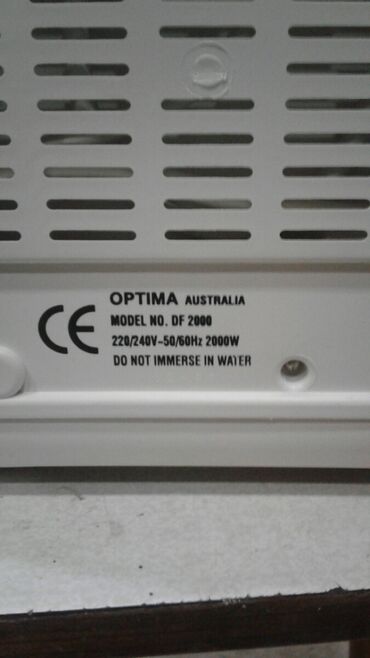 CE
OPTIMA AUSTRALIA
MODEL NO. DF 2000
220/240V~50/60Hz 2000W
DO NOT IMMERSE IN WATER